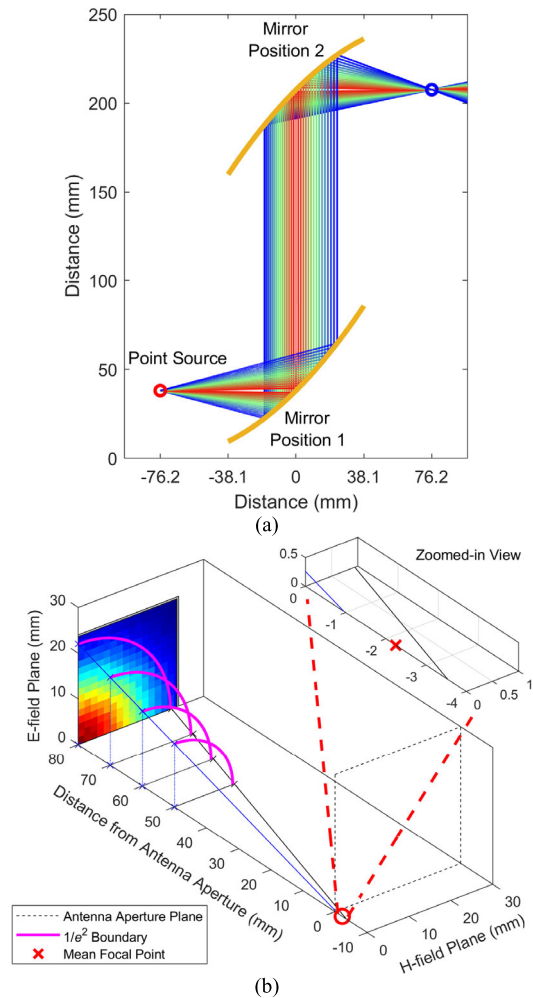 250
Mirror
Position 2
200
150
Distance (mm)
100
Point Source
50
Mirror
Position 1
0
-76.2 -38.1 0 38.1 76.2
Distance (mm)
(a)
Zoomed-in View
0.5
0
0
-1
-2
-3
-4
0
0.5
1
E-field Plane (mm)
30
20
10
0
80
70
60
50
40
30
20
10
0
-10
Distance from Antenna Aperture (mm)
0
10
20
30
H-field Plane (mm)
Antenna Aperture Plane
1/e² Boundary
Mean Focal Point
(b)